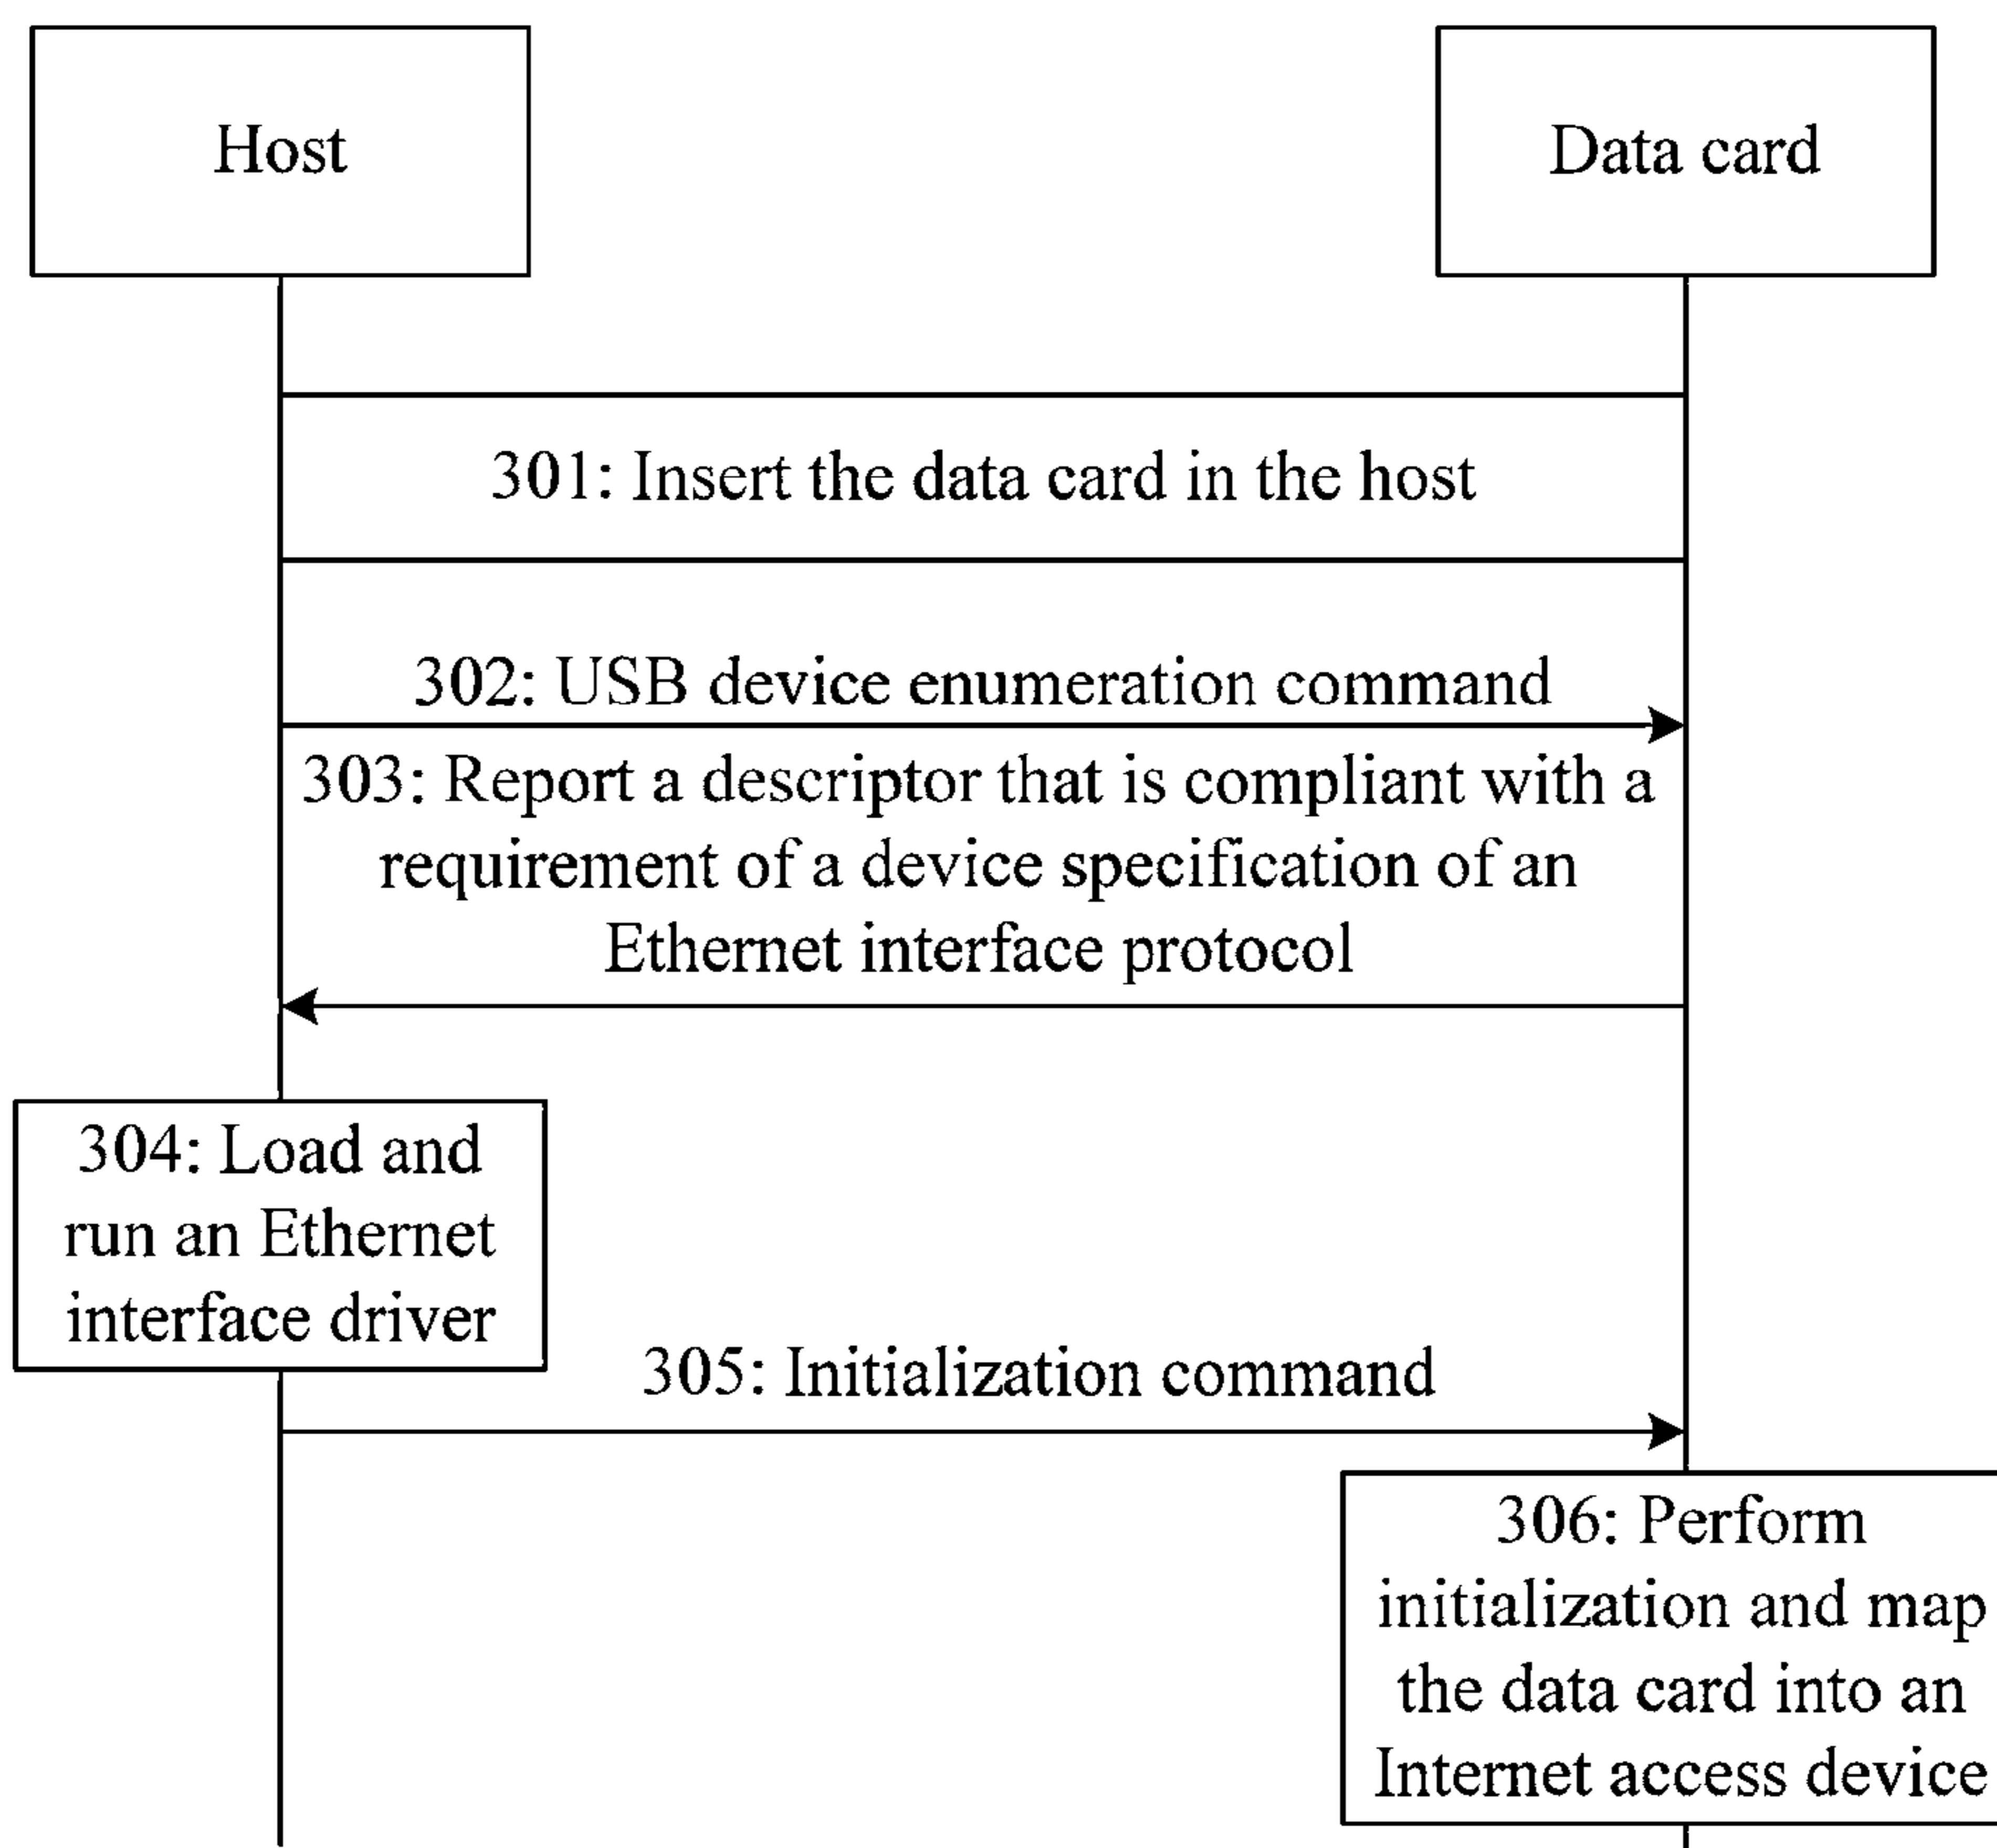 Host
Data card
301: Insert the data card in the host
302: USB device enumeration command
303: Report a descriptor that is compliant with a
requirement of a device specification of an
Ethernet interface protocol
304: Load and
run an Ethernet
interface driver
305: Initialization command
306: Perform
initialization and map
the data card into an
Internet access device